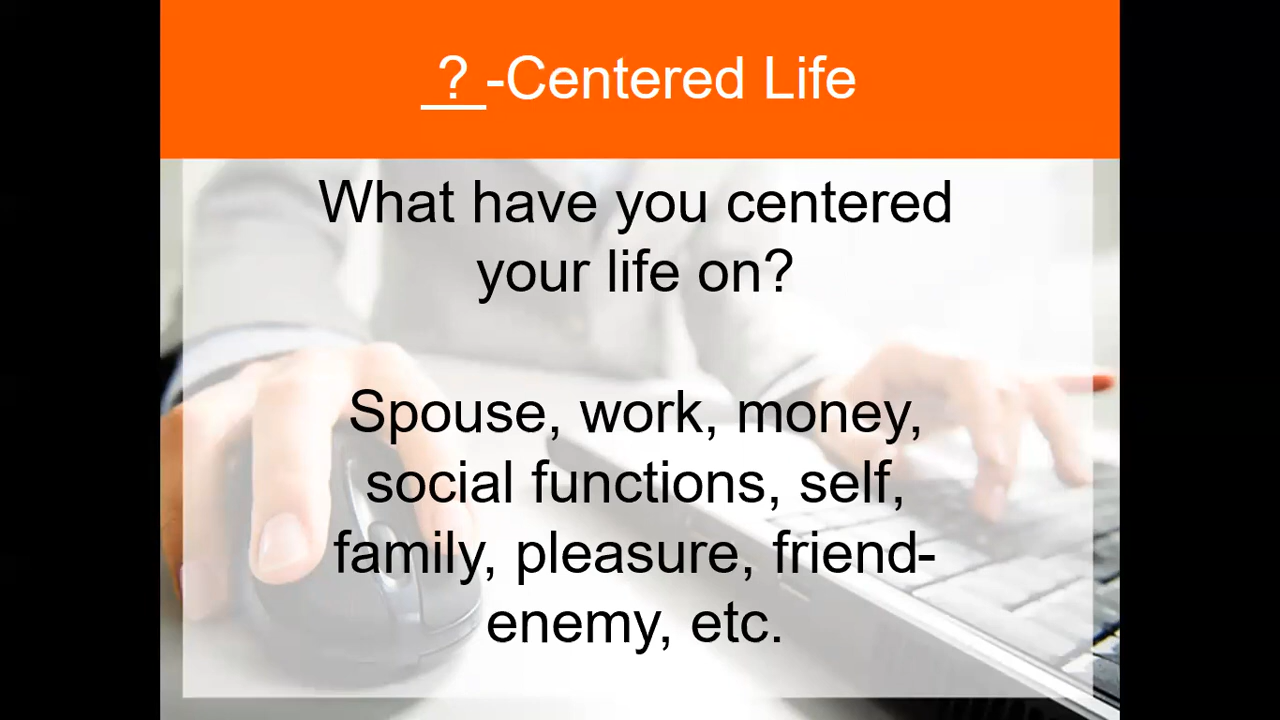 ? -Centered Life
What have you centered
your life on?
Spouse, work, money,
social functions, self,
family, pleasure, friend-
enemy, etc.